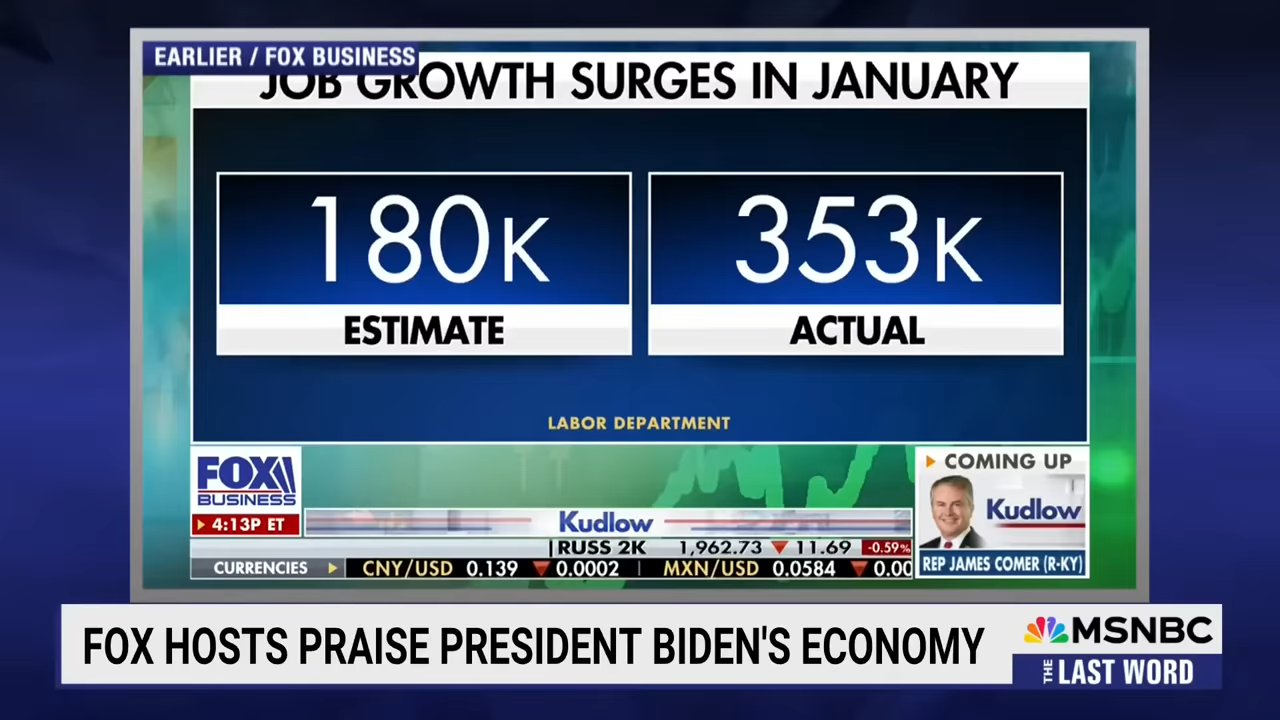 EARLIER / FOX BUSINESS
JOB GROWTH SURGES IN JANUARY
180K
ESTIMATE
353K
ACTUAL
LABOR DEPARTMENT
FOX BUSINESS
4:13P ET
Kudlow
RUSS 2K 1,962.73 11.69 -0.59%
CURRENCIES CNY/USD 0.139 0.0002 MXN/USD 0.0584 0.00
COMING UP
Kudlow
REP JAMES COMER (R-KY)
FOX HOSTS PRAISE PRESIDENT BIDEN'S ECONOMY
MSNBC
THE LAST WORD